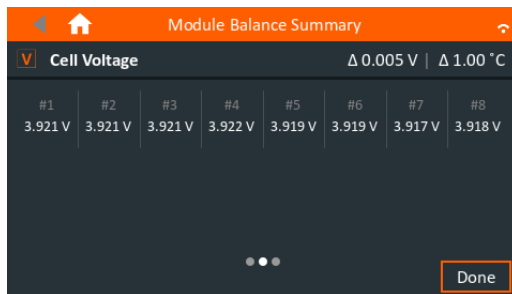 Module Balance Summary
V Cell Voltage Δ 0.005 V | Δ 1.00 °C
#1 #2 #3 #4 #5 #6 #7 #8
3.921 V 3.921 V 3.921 V 3.922 V 3.919 V 3.919 V 3.917 V 3.918 V
Done